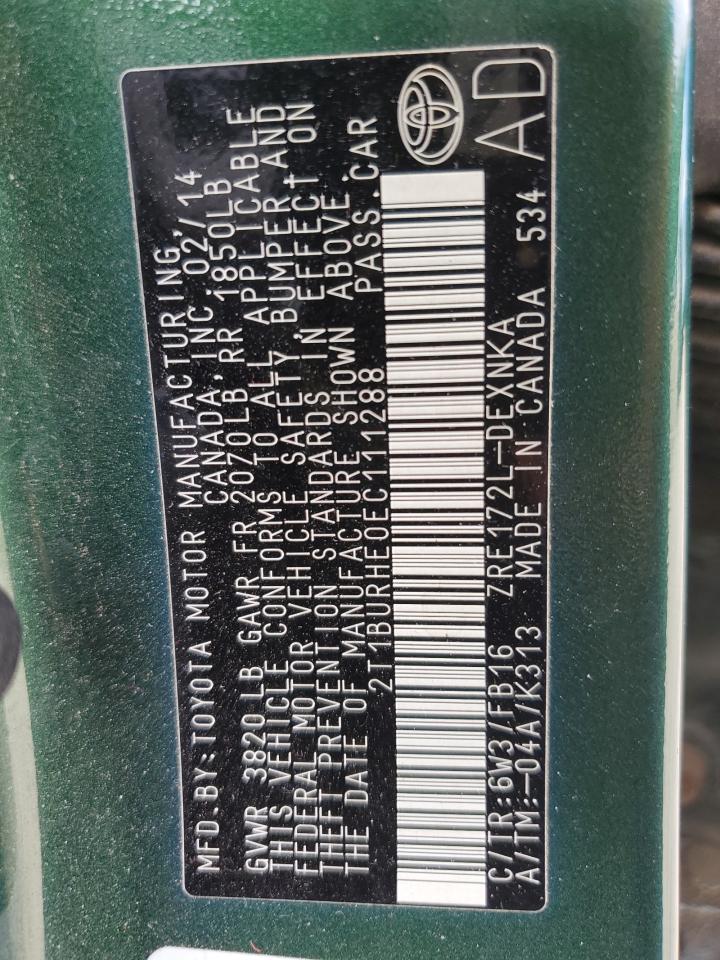 MFD.BY:TOYOTA MOTOR MANUFACTURING,
CANADA, INC 02/14
GVWR 3820LB GAWR FR 2070LB, RR 1850LB
THIS VEHICLE CONFORMS TO ALL APPLICABLE
FEDERAL MOTOR VEHICLE SAFETY, BUMPER AND
THEFT PREVENTION STANDARDS IN EFFECT ON
THE DATE OF MANUFACTURE SHOWN ABOVE.
2T1BURHE0EC111288 PASS.CAR
C/TR:6W3/FB16 ZRE172L-DEXNKA
A/TM:-04A/K313 MADE IN CANADA 534
AD